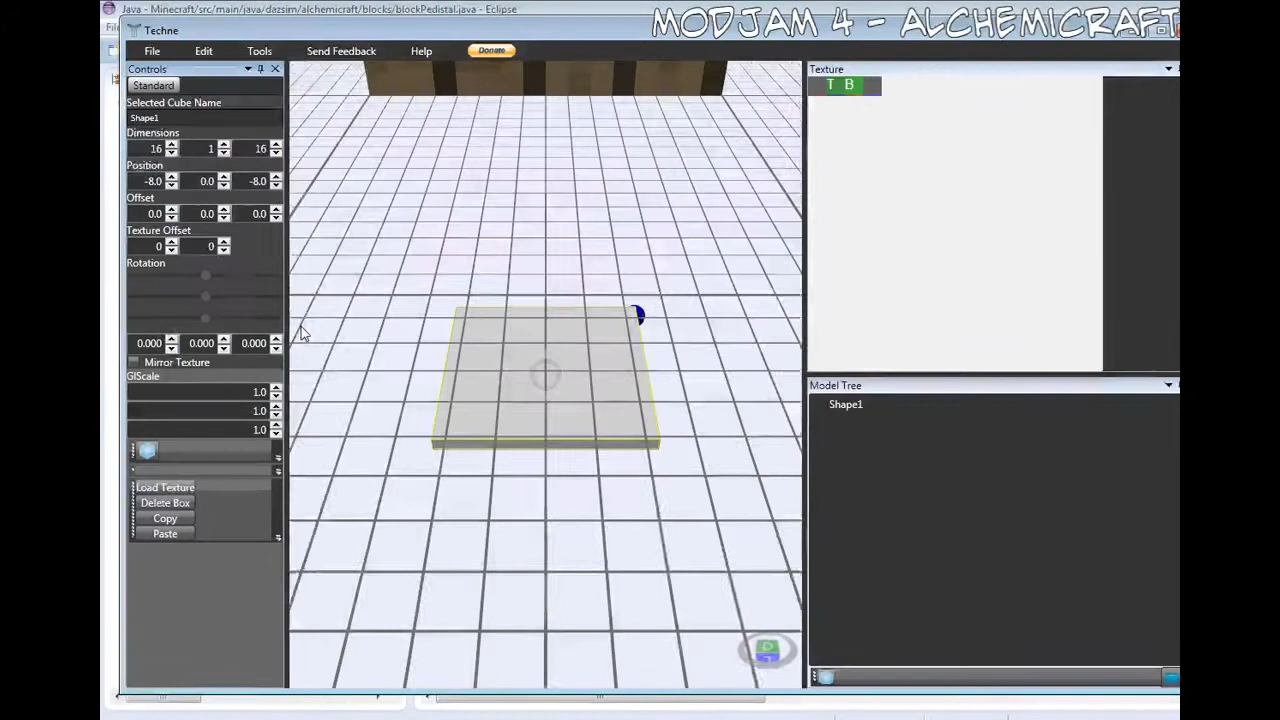 Java - Minecraft/src/main/java/dazsim/alchemicraft/blocks/blockPedistal.java - Eclipse
MODJAM 4 - ALCHEMICRAFT
Techne
File Edit Tools Send Feedback Help Donate
Controls
Texture
Standard
T B
Selected Cube Name
Shape1
Dimensions
16 1 16
Position
-8.0 0.0 -8.0
Offset
0.0 0.0 0.0
Texture Offset
0 0
Rotation
0.000 0.000 0.000
Mirror Texture
GlScale
1.0
1.0
1.0
Load Texture
Delete Box
Copy
Paste
Model Tree
Shape1
D